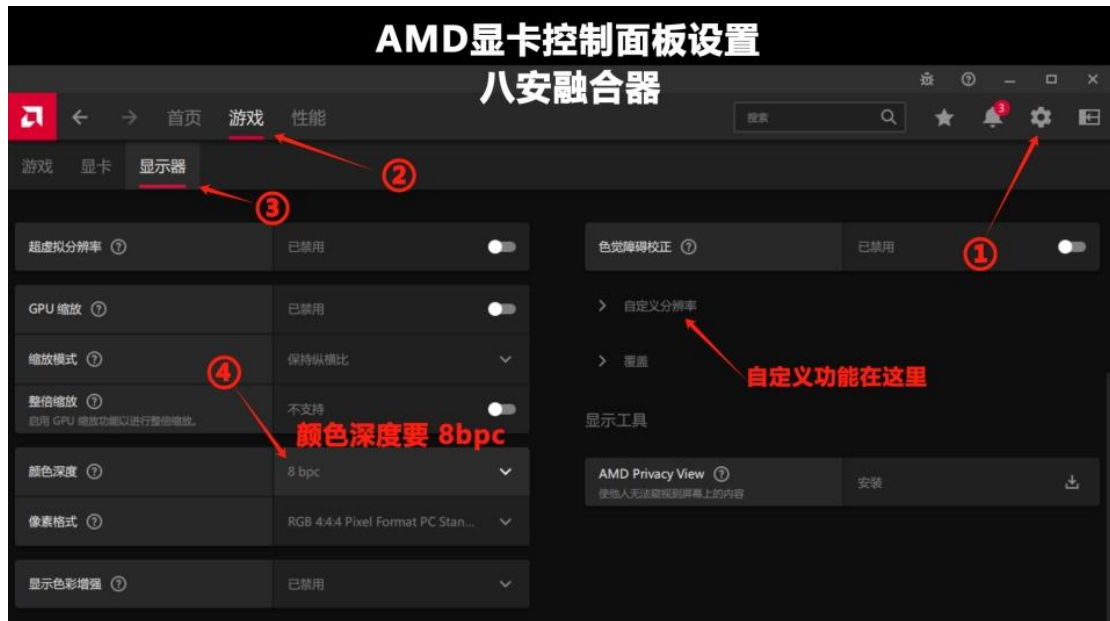 AMD显卡控制面板设置
八安融合器
首页 游戏 性能
搜索
3
游戏 显卡 显示器
②
③
①
超虚拟分辨率 已禁用
色觉障碍校正 已禁用
GPU 缩放 已禁用
自定义分辨率
缩放模式 保持纵横比
覆盖
④
自定义功能在这里
整倍缩放 不支持
启用 GPU 缩放功能以进行整倍缩放。
颜色深度要 8bpc
显示工具
颜色深度 8 bpc
AMD Privacy View 安装
使他人无法窥视到屏幕上的内容
像素格式 RGB 4:4:4 Pixel Format PC Stan...
显示色彩增强 已禁用